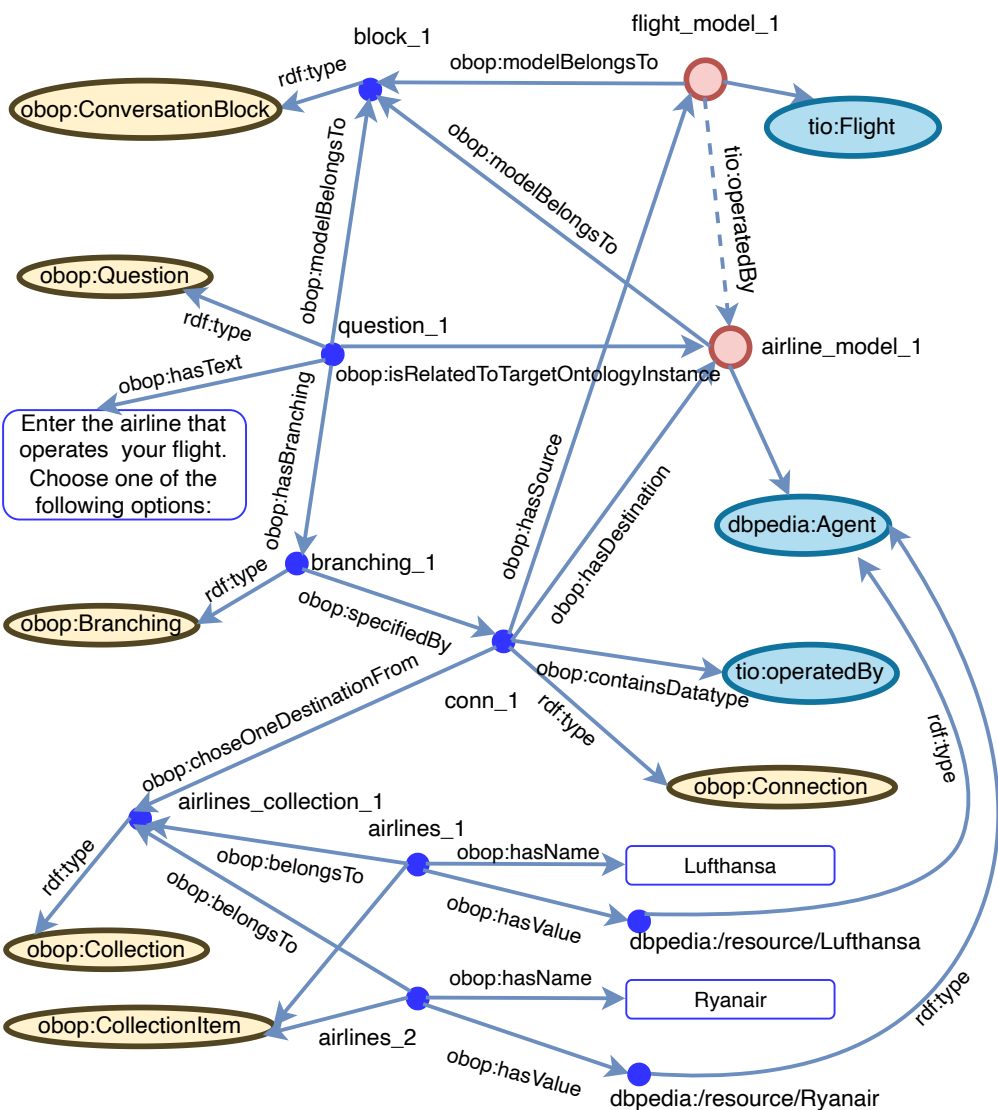 flight_model_1
block_1
obop:modelBelongsTo
rdf:type
obop:ConversationBlock
tio:Flight
obop:modelBelongsTo
obop:modelBelongsTo
tio:operatedBy
obop:Question
rdf:type
question_1
airline_model_1
obop:hasText
obop:isRelatedToTargetOntologyInstance
Enter the airline that
operates your flight.
Choose one of the
following options:
obop:hasBranching
obop:hasSource
obop:hasDestination
dbpedia:Agent
branching_1
rdf:type
obop:Branching
obop:specifiedBy
obop:containsDatatype
tio:operatedBy
conn_1
rdf:type
obop:choseOneDestinationFrom
rdf:type
obop:Connection
airlines_collection_1
airlines_1
obop:hasName
Lufthansa
obop:belongsTo
rdf:type
obop:belongsTo
obop:hasValue
dbpedia:/resource/Lufthansa
obop:Collection
obop:hasName
Ryanair
rdf:type
obop:CollectionItem
airlines_2
obop:hasValue
dbpedia:/resource/Ryanair